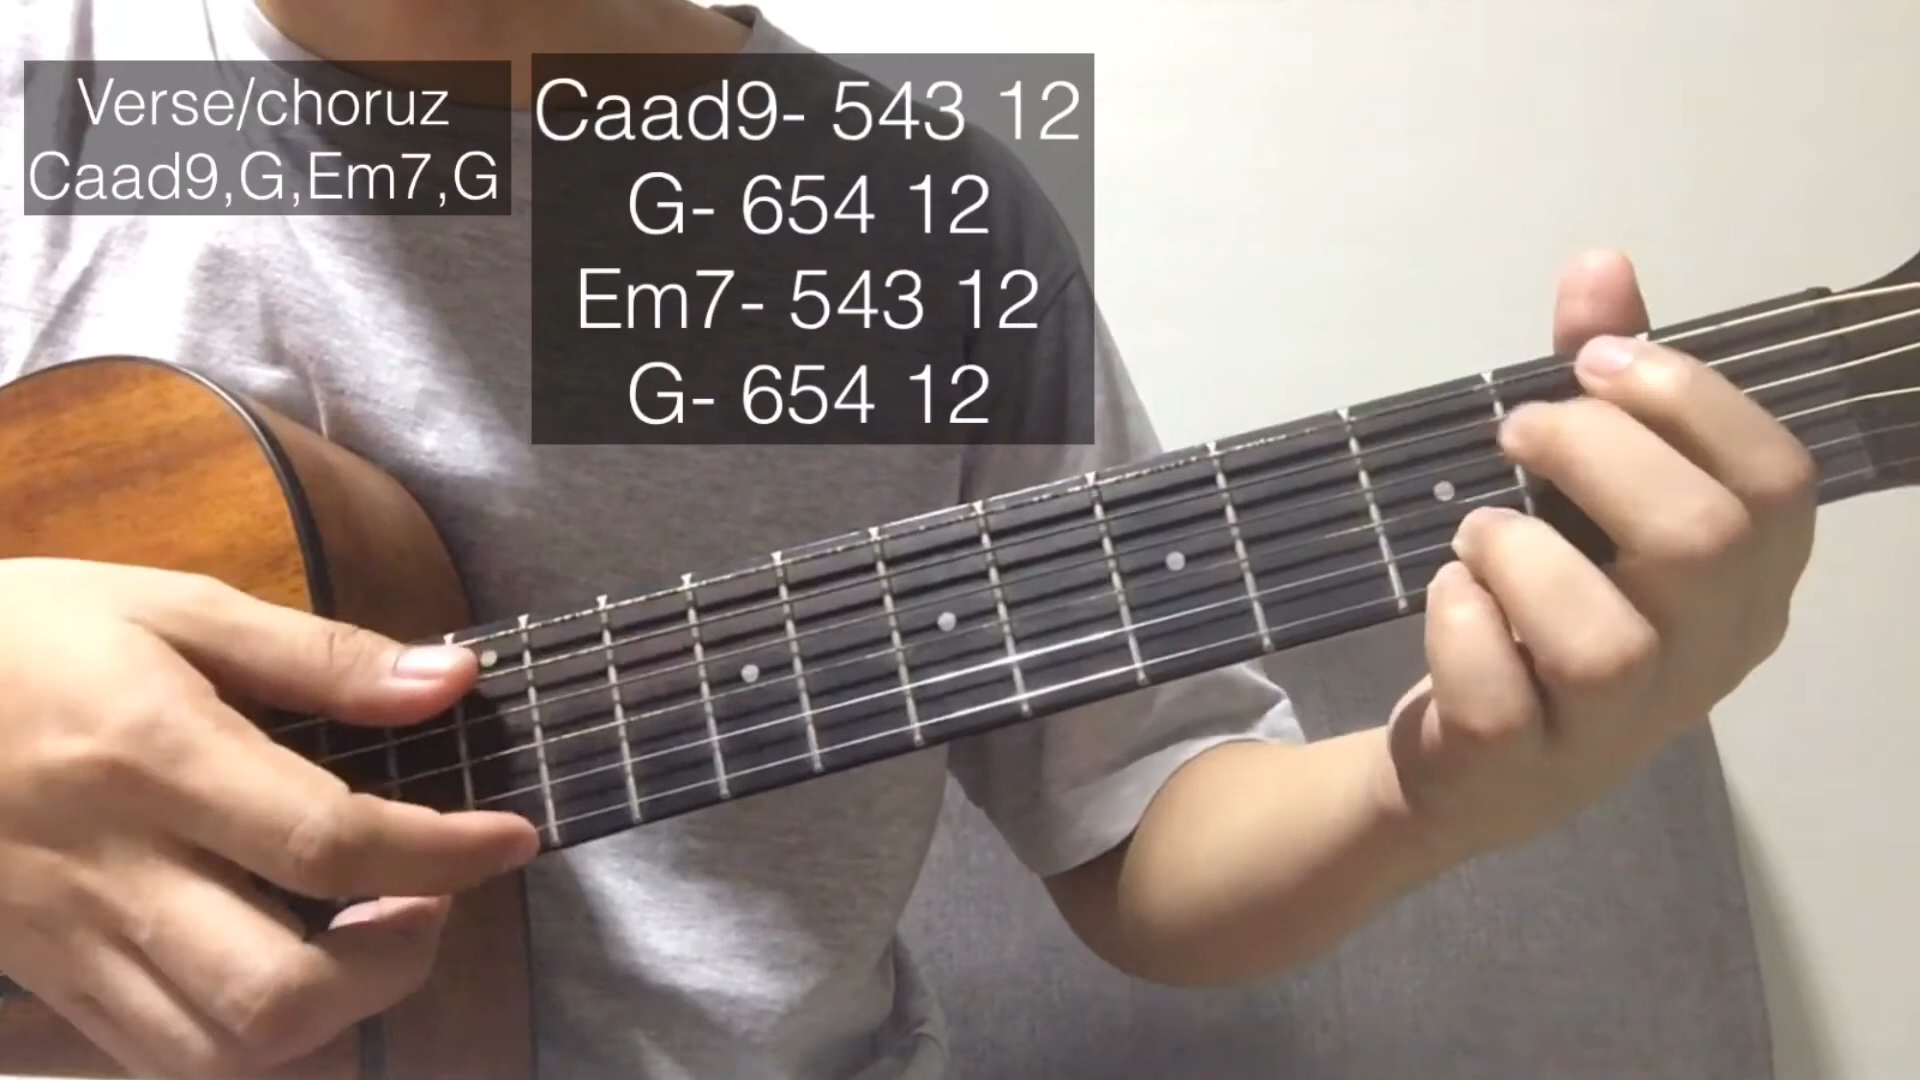 Verse/choruz
Caad9,G,Em7,G
Caad9- 543 12
G- 654 12
Em7- 543 12
G- 654 12